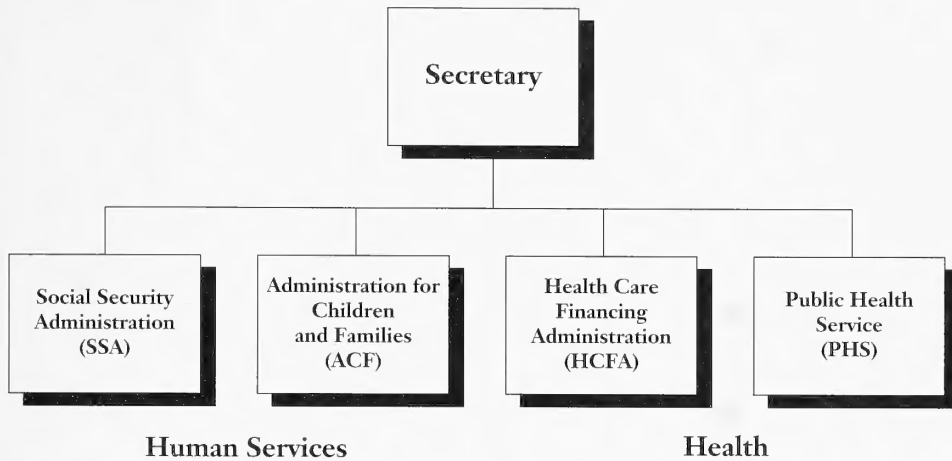 Secretary
Social Security
Administration
(SSA)
Administration for
Children
and Families
(ACF)
Health Care
Financing
Administration
(HCFA)
Public Health
Service
(PHS)
Human Services
Health